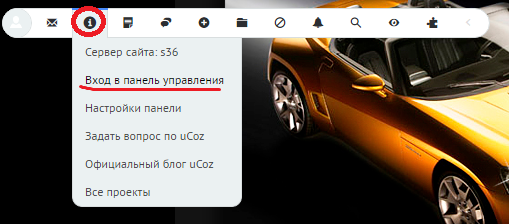 Сервер сайта: s36
Вход в панель управления
Настройки панели
Задать вопрос по uCoz
Официальный блог uCoz
Все проекты